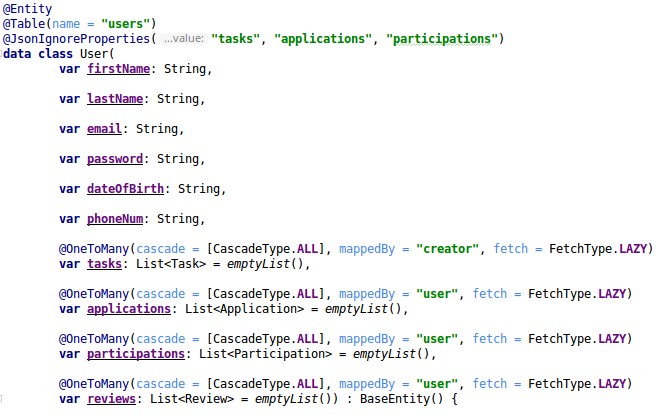 @Entity
@Table(name = "users")
@JsonIgnoreProperties( ...value: "tasks", "applications", "participations")
data class User(
var firstName: String,
var lastName: String,
var email: String,
var password: String,
var dateOfBirth: String,
var phoneNum: String,
@OneToMany(cascade = [CascadeType.ALL], mappedBy = "creator", fetch = FetchType.LAZY)
var tasks: List<Task> = emptyList(),
@OneToMany(cascade = [CascadeType.ALL], mappedBy = "user", fetch = FetchType.LAZY)
var applications: List<Application> = emptyList(),
@OneToMany(cascade = [CascadeType.ALL], mappedBy = "user", fetch = FetchType.LAZY)
var participations: List<Participation> = emptyList(),
@OneToMany(cascade = [CascadeType.ALL], mappedBy = "user", fetch = FetchType.LAZY)
var reviews: List<Review> = emptyList()) : BaseEntity() {